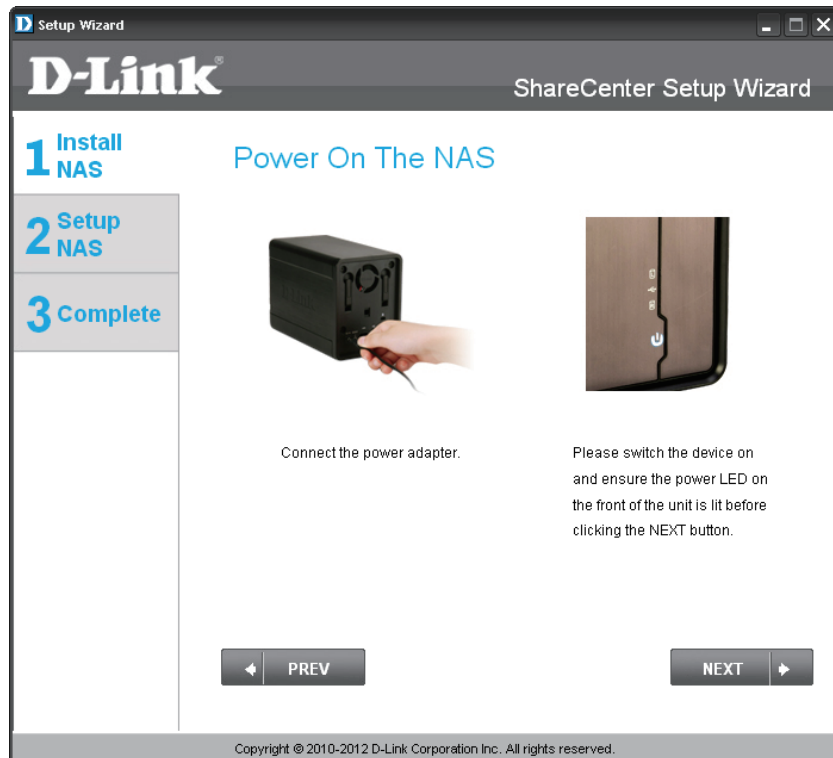 Setup Wizard
D-Link®
ShareCenter Setup Wizard
1 Install
NAS
2 Setup
NAS
3 Complete
Power On The NAS
D-Link
Connect the power adapter.
Please switch the device on
and ensure the power LED on
the front of the unit is lit before
clicking the NEXT button.
PREV
NEXT
Copyright © 2010-2012 D-Link Corporation Inc. All rights reserved.